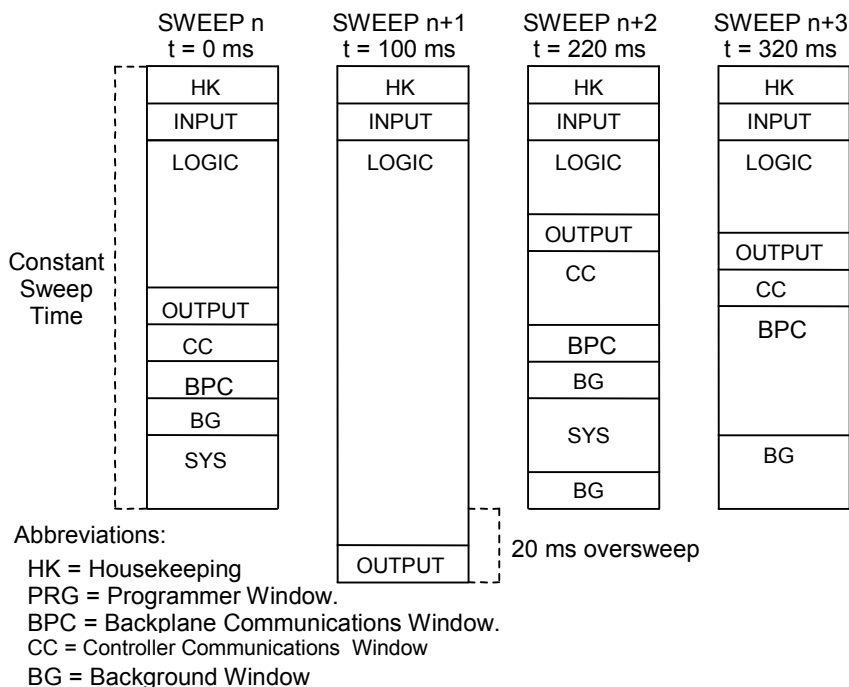 SWEEP n
t = 0 ms
SWEEP n+1
t = 100 ms
SWEEP n+2
t = 220 ms
SWEEP n+3
t = 320 ms
Constant
Sweep
Time
HK
INPUT
LOGIC
OUTPUT
CC
BPC
BG
SYS
HK
INPUT
LOGIC
OUTPUT
20 ms oversweep
HK
INPUT
LOGIC
OUTPUT
CC
BPC
BG
SYS
BG
HK
INPUT
LOGIC
OUTPUT
CC
BPC
BG
Abbreviations:
HK = Housekeeping
PRG = Programmer Window.
BPC = Backplane Communications Window.
CC = Controller Communications Window
BG = Background Window